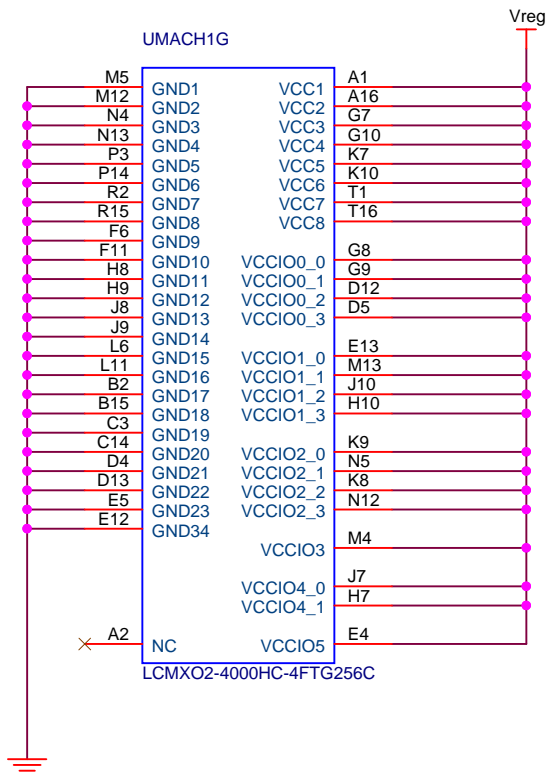 Vreg
UMACH1G
M5 GND1 VCC1 A1
M12 GND2 VCC2 A16
N4 GND3 VCC3 G7
N13 GND4 VCC4 G10
P3 GND5 VCC5 K7
P14 GND6 VCC6 K10
R2 GND7 VCC7 T1
R15 GND8 VCC8 T16
F6 GND9
F11 GND10 VCCIO0_0 G8
H8 GND11 VCCIO0_1 G9
H9 GND12 VCCIO0_2 D12
J8 GND13 VCCIO0_3 D5
J9 GND14
L6 GND15 VCCIO1_0 E13
L11 GND16 VCCIO1_1 M13
B2 GND17 VCCIO1_2 J10
B15 GND18 VCCIO1_3 H10
C3 GND19
C14 GND20 VCCIO2_0 K9
D4 GND21 VCCIO2_1 N5
D13 GND22 VCCIO2_2 K8
E5 GND23 VCCIO2_3 N12
E12 GND34
VCCIO3 M4
VCCIO4_0 J7
VCCIO4_1 H7
A2 NC VCCIO5 E4
LCMXO2-4000HC-4FTG256C